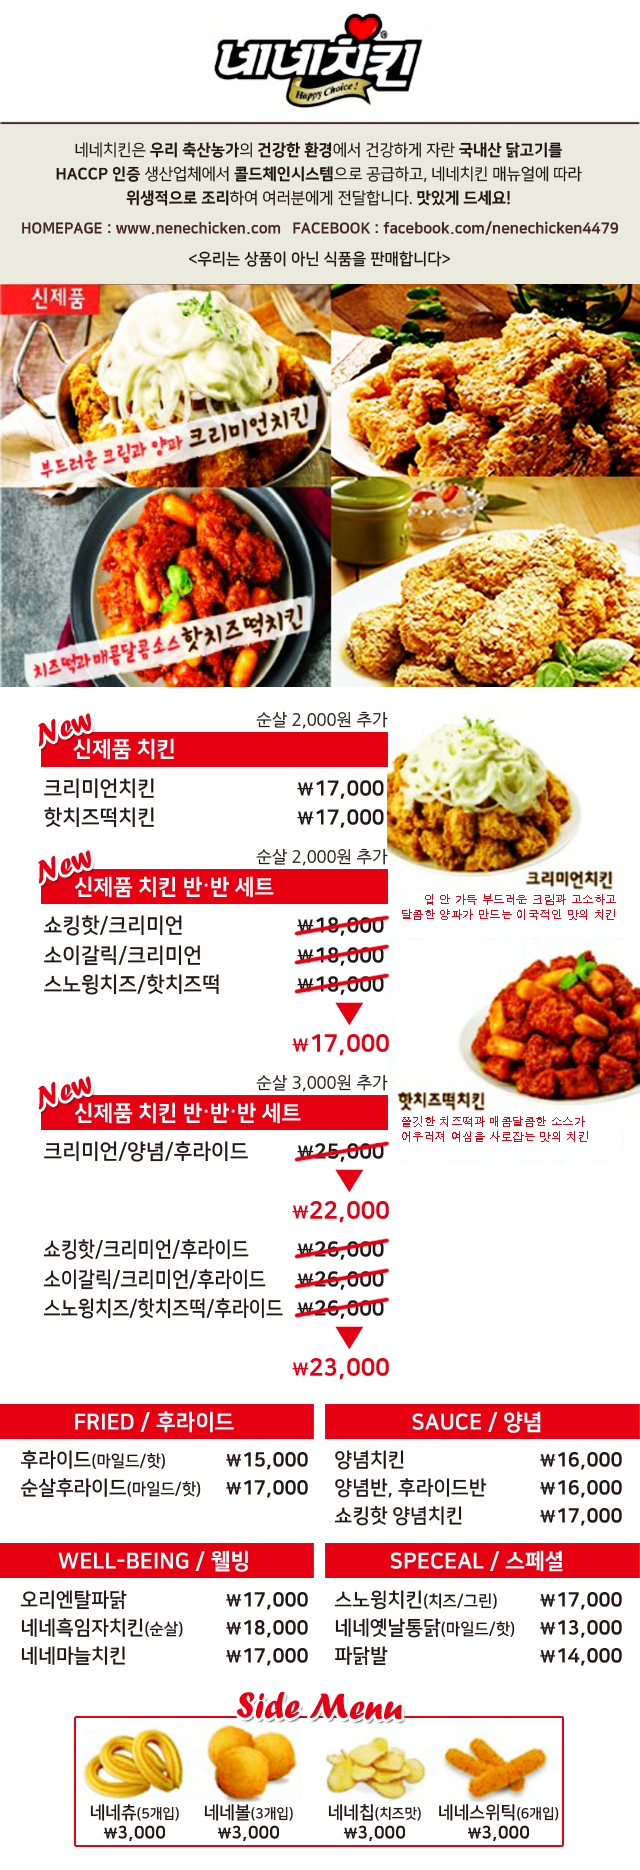 네네치킨
Happy Choice!
네네치킨은 우리 축산농가의 건강한 환경에서 건강하게 자란 국내산 닭고기를
HACCP 인증 생산업체에서 콜드체인시스템으로 공급하고, 네네치킨 매뉴얼에 따라
위생적으로 조리하여 여러분에게 전달합니다. 맛있게 드세요!
HOMEPAGE : www.nenechicken.com FACEBOOK : facebook.com/nenechicken4479
<우리는 상품이 아닌 식품을 판매합니다>
신제품
부드러운 크림과 양파 크리미언치킨
치즈떡과 매콤달콤 소스 핫치즈떡치킨
순살 2,000원 추가
New
신제품 치킨
크리미언치킨 ₩17,000
핫치즈떡치킨 ₩17,000
크리미언치킨
입 안 가득 부드러운 크림과 고소하고
달콤한 양파가 만드는 이국적인 맛의 치킨
순살 2,000원 추가
New
신제품 치킨 반·반 세트
쇼킹핫/크리미언 ₩18,000
소이갈릭/크리미언 ₩18,000
스노윙치즈/핫치즈떡 ₩18,000
₩17,000
핫치즈떡치킨
쫄깃한 치즈떡과 매콤달콤한 소스가
어우러져 여심을 사로잡는 맛의 치킨
순살 3,000원 추가
New
신제품 치킨 반·반·반 세트
크리미언/양념/후라이드 ₩25,000
₩22,000
쇼킹핫/크리미언/후라이드 ₩26,000
소이갈릭/크리미언/후라이드 ₩26,000
스노윙치즈/핫치즈떡/후라이드 ₩26,000
₩23,000
FRIED / 후라이드
후라이드(마일드/핫) ₩15,000
순살후라이드(마일드/핫) ₩17,000
SAUCE / 양념
양념치킨 ₩16,000
양념반, 후라이드반 ₩16,000
쇼킹핫 양념치킨 ₩17,000
WELL-BEING / 웰빙
오리엔탈파닭 ₩17,000
네네흑임자치킨(순살) ₩18,000
네네마늘치킨 ₩17,000
SPECEAL / 스페셜
스노윙치킨(치즈/그린) ₩17,000
네네옛날통닭(마일드/핫) ₩13,000
파닭발 ₩14,000
Side Menu
네네츄(5개입) 네네볼(3개입) 네네칩(치즈맛) 네네스위틱(6개입)
₩3,000 ₩3,000 ₩3,000 ₩3,000